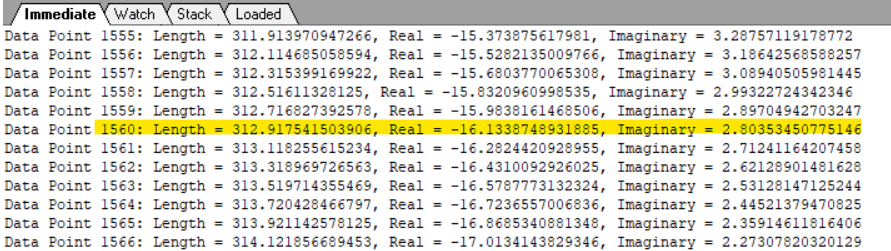 Immediate Watch Stack Loaded
Data Point 1555: Length = 311.913970947266, Real = -15.373875617981, Imaginary = 3.28757119178772
Data Point 1556: Length = 312.114685058594, Real = -15.5282135009766, Imaginary = 3.18642568588257
Data Point 1557: Length = 312.315399169922, Real = -15.6803770065308, Imaginary = 3.08940505981445
Data Point 1558: Length = 312.51611328125, Real = -15.8320960998535, Imaginary = 2.99322724342346
Data Point 1559: Length = 312.716827392578, Real = -15.9838161468506, Imaginary = 2.89704942703247
Data Point 1560: Length = 312.917541503906, Real = -16.1338748931885, Imaginary = 2.80353450775146
Data Point 1561: Length = 313.118255615234, Real = -16.2824420928955, Imaginary = 2.71241164207458
Data Point 1562: Length = 313.318969726563, Real = -16.4310092926025, Imaginary = 2.62128901481628
Data Point 1563: Length = 313.519714355469, Real = -16.5787773132324, Imaginary = 2.53128147125244
Data Point 1564: Length = 313.720428466797, Real = -16.7236557006836, Imaginary = 2.44521379470825
Data Point 1565: Length = 313.921142578125, Real = -16.8685340881348, Imaginary = 2.35914611816406
Data Point 1566: Length = 314.121856689453, Real = -17.0134143829346, Imaginary = 2.27307820320129